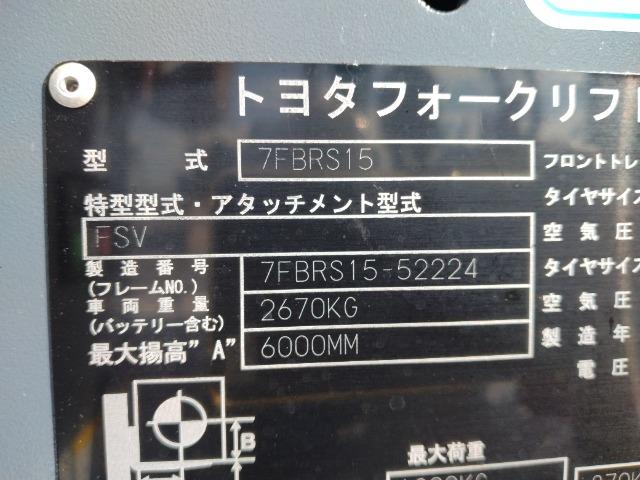 トヨタフォークリフト
型 式 7FBRS15
特型型式・アタッチメント型式
FSV
製造番号 7FBRS15-52224
(フレームNO.)
車両重量 2670KG
(バッテリー含む)
最大揚高"A" 6000MM
フロントトレ
タイヤサイズ
空気圧
タイヤサイズ
空気圧
製造年
電圧
B
最大荷重